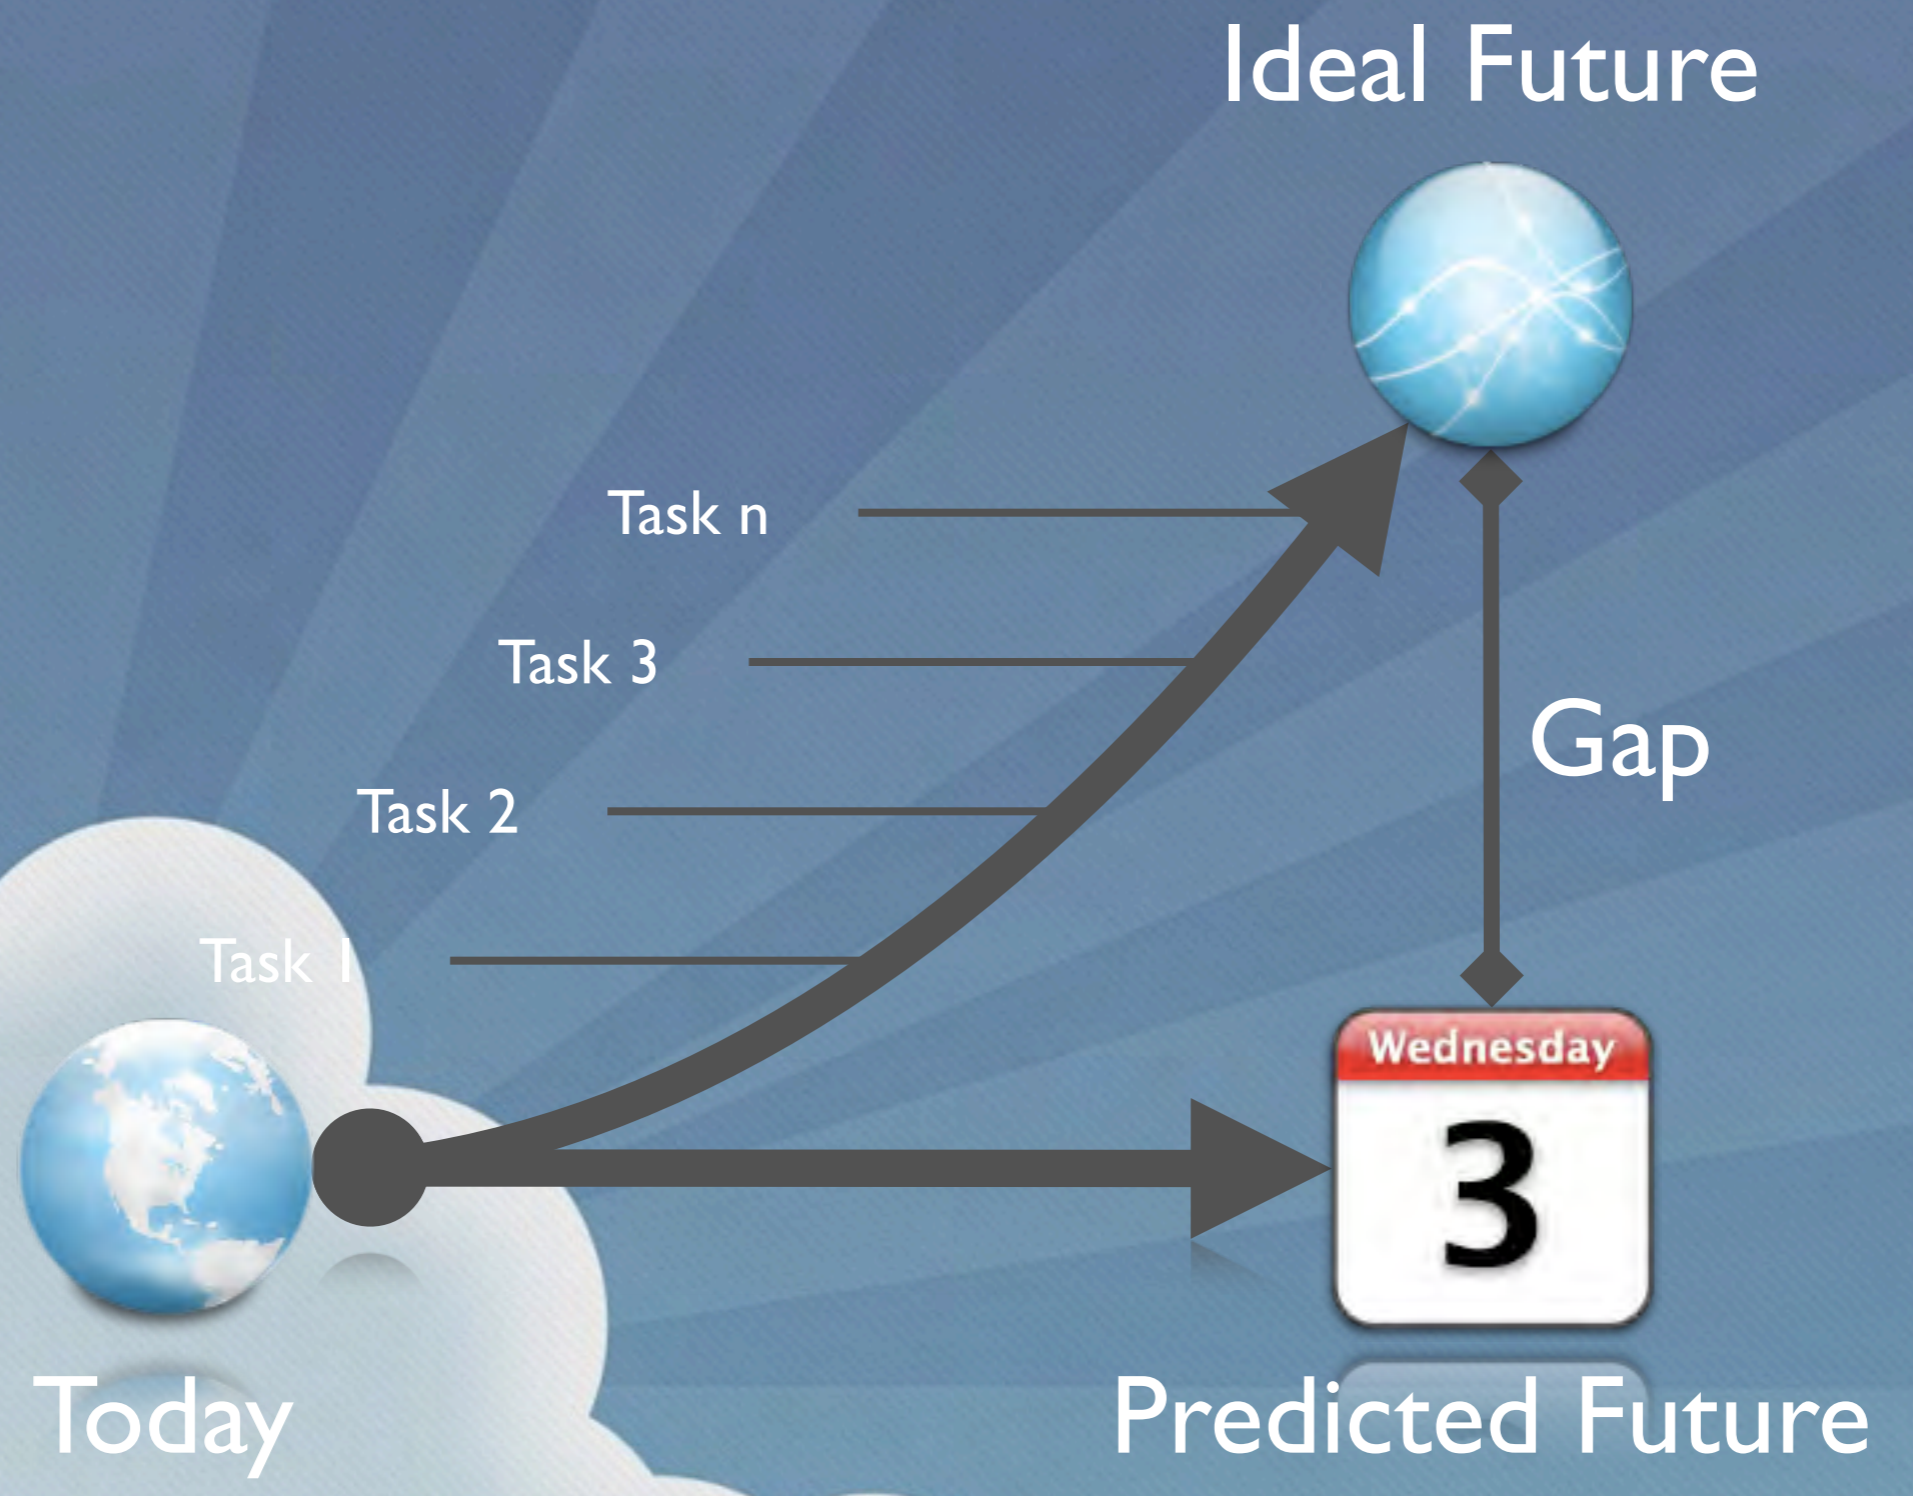 Ideal Future
Task n
Task 3
Gap
Task 2
Task 1
Wednesday
3
Today
Predicted Future